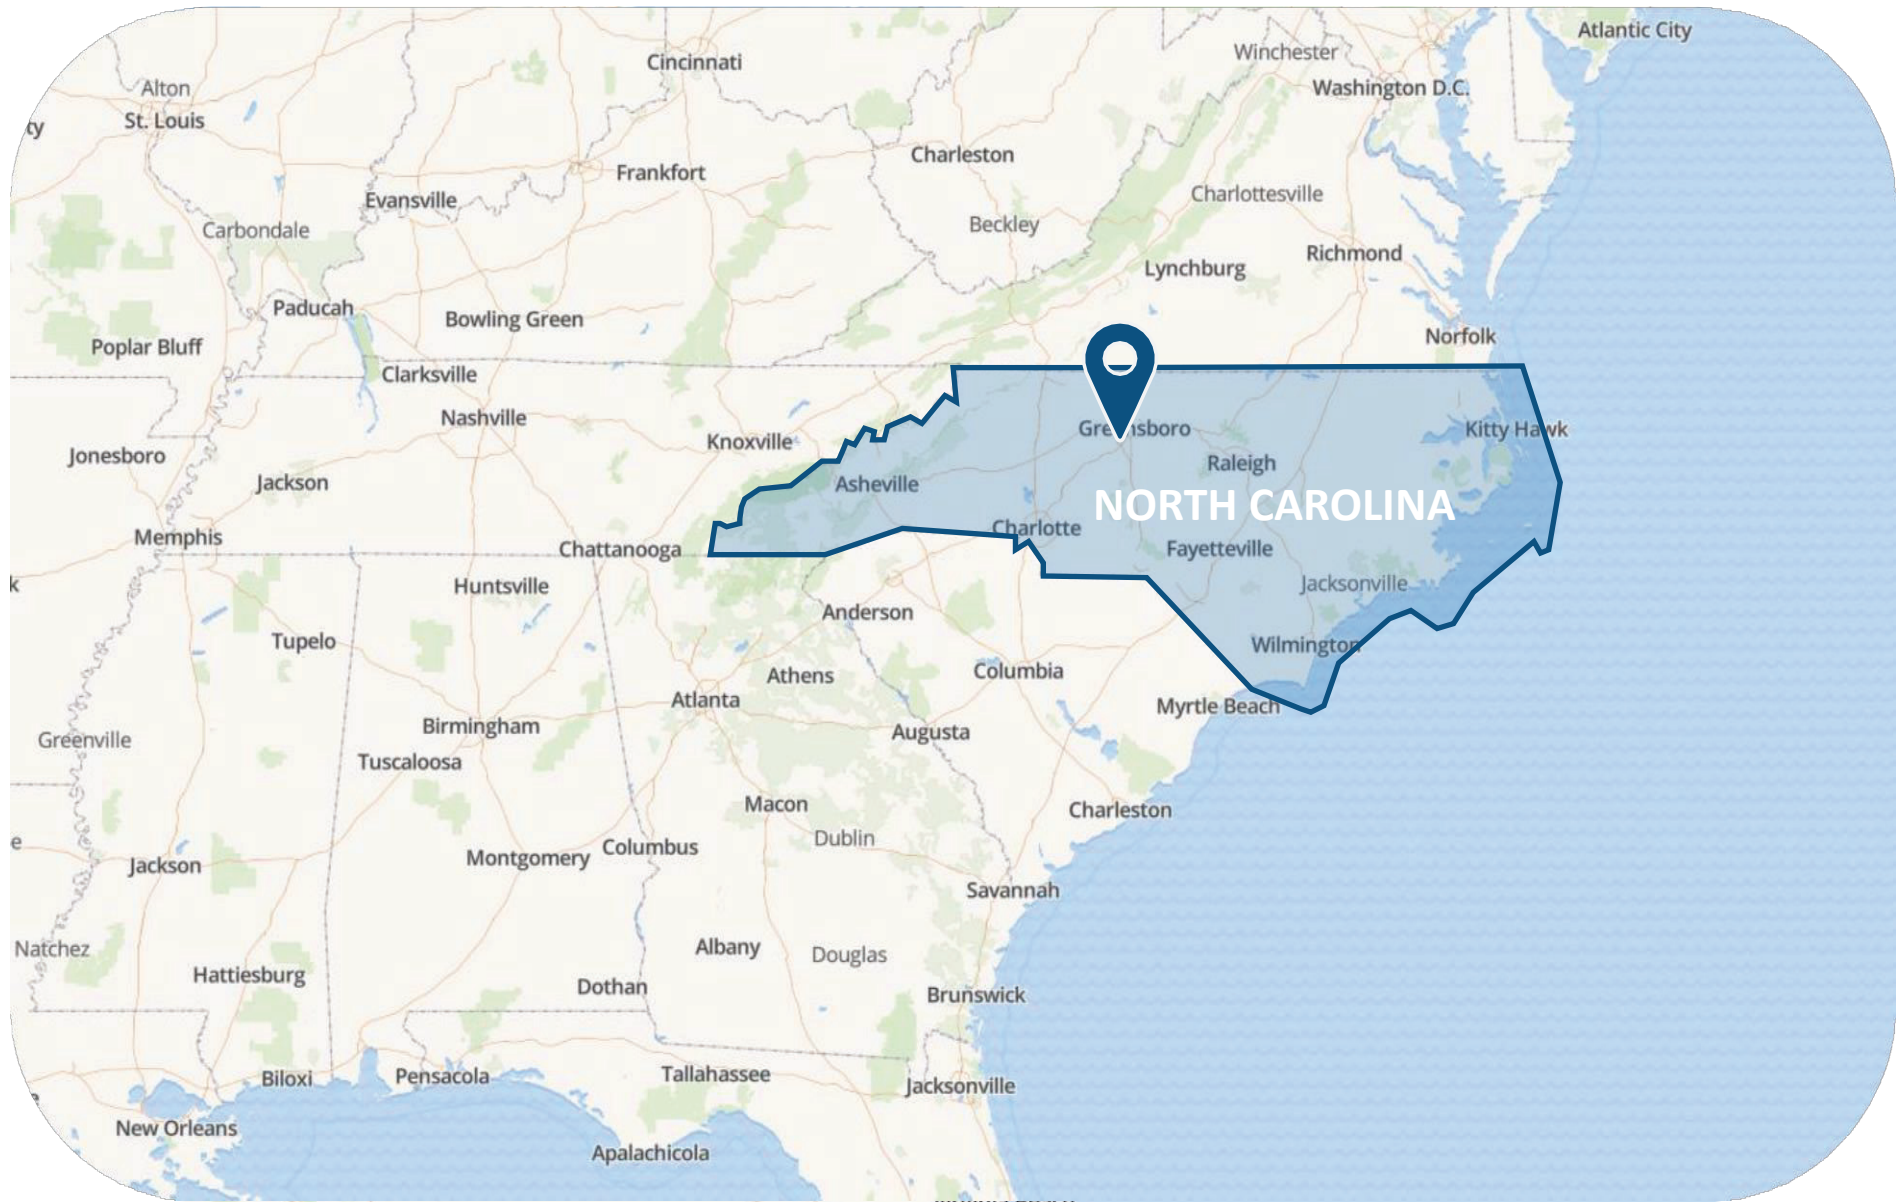 Atlantic City
Winchester
Cincinnati
Washington D.C.
Alton
St. Louis
ty
Charleston
Frankfort
Charlottesville
Evansville
Beckley
Carbondale
Richmond
Lynchburg
Paducah
Bowling Green
Norfolk
Poplar Bluff
Clarksville
Nashville
Greensboro
Kitty Hawk
Knoxville
Jonesboro
Raleigh
Jackson
Asheville
NORTH CAROLINA
Charlotte
Memphis
Chattanooga
Fayetteville
k
Huntsville
Jacksonville
Anderson
Tupelo
Wilmington
Columbia
Athens
Atlanta
Myrtle Beach
Birmingham
Augusta
Greenville
Tuscaloosa
Macon
Charleston
Dublin
e
Columbus
Montgomery
Jackson
Savannah
Albany
Natchez
Douglas
Hattiesburg
Dothan
Brunswick
Tallahassee
Pensacola
Biloxi
Jacksonville
New Orleans
Apalachicola